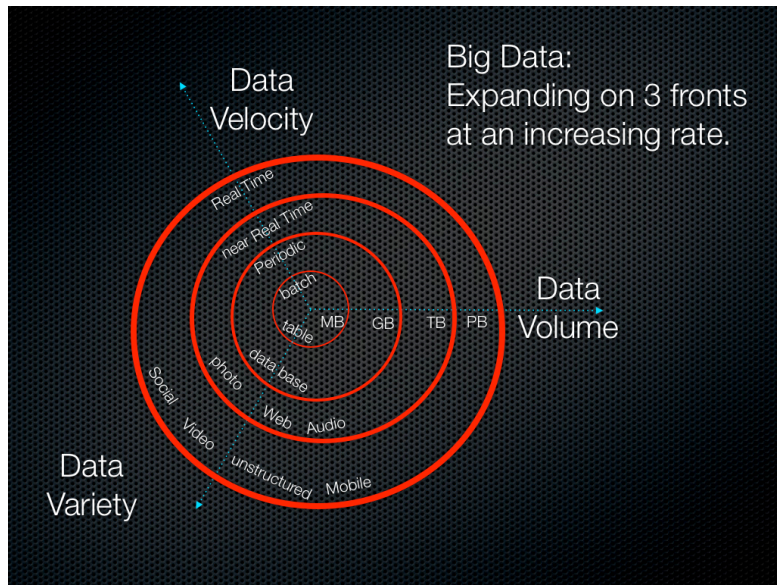 Big Data:
Expanding on 3 fronts
at an increasing rate.
Data
Velocity
Real Time
near Real Time
Periodic
batch
MB
GB
TB
PB
Data
Volume
table
data base
photo
Web
Audio
Social
Video
unstructured
Mobile
Data
Variety